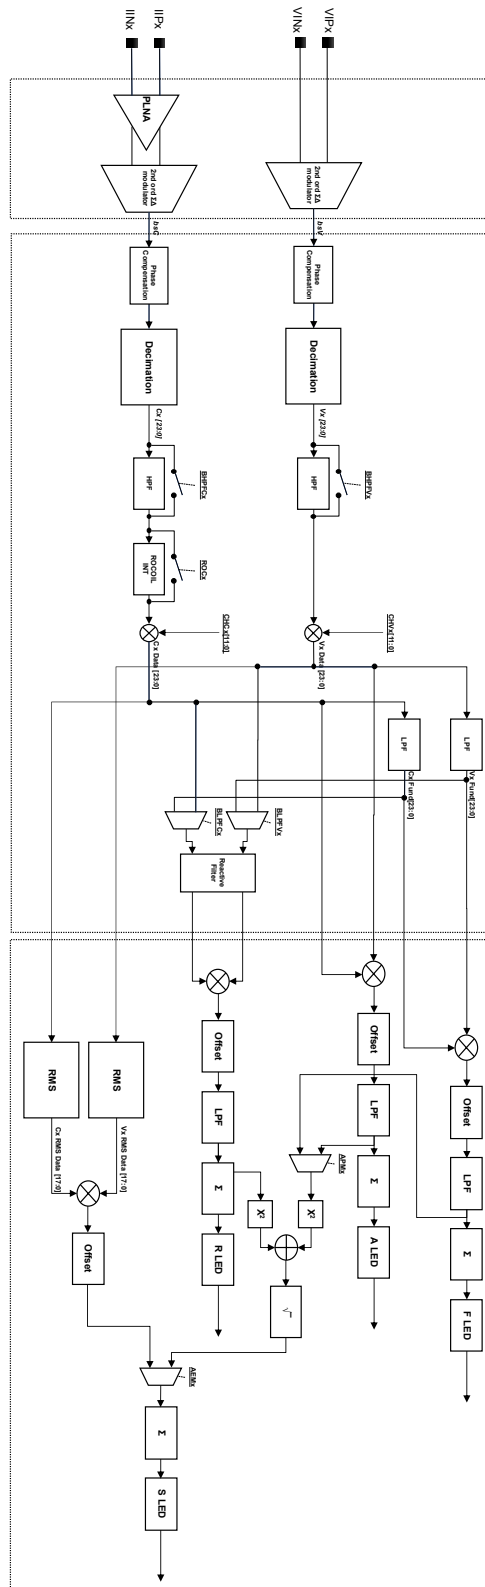 IINx
IIPx
VINx
VIPx
PLNA
2nd ord ΣΔ
modulator
2nd ord ΣΔ
modulator
bsC
bsV
Phase
Compensation
Phase
Compensation
Decimation
Decimation
Cx [23:0]
Vx [23:0]
HPF
BHPFCx
HPF
BHPFVx
ROCOIL
INT
ROCx
CHCx[11:0]
CHVx[11:0]
Cx Data [23:0]
Vx Data [23:0]
LPF
LPF
Cx Fund[23:0]
Vx Fund[23:0]
BLPFCx
BLPFVx
Reactive
Filter
RMS
RMS
Cx RMS Data [17:0]
Vx RMS Data [17:0]
Offset
Offset
LPF
Σ
X²
R LED
Offset
LPF
APMx
Σ
X²
A LED
Offset
LPF
Σ
F LED
√
AEMx
Σ
S LED